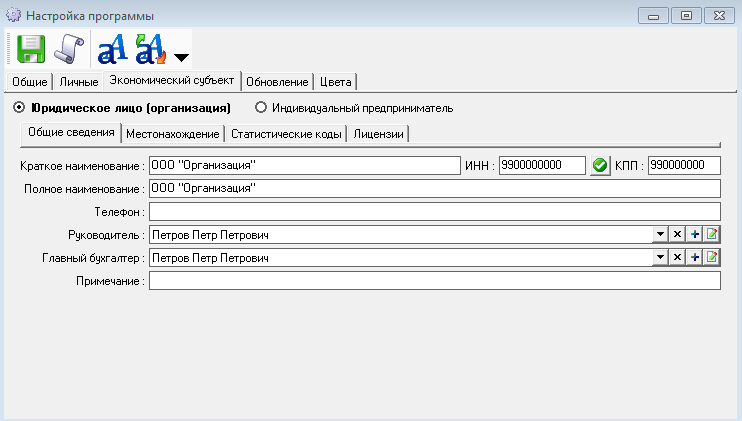 Настройка программы
аА аА
Общие Личные Экономический субъект Обновление Цвета
Юридическое лицо (организация) Индивидуальный предприниматель
Общие сведения Местонахождение Статистические коды Лицензии
Краткое наименование : ООО "Организация" ИНН : 9900000000 КПП : 990000000
Полное наименование : ООО "Организация"
Телефон :
Руководитель : Петров Петр Петрович
Главный бухгалтер : Петров Петр Петрович
Примечание :